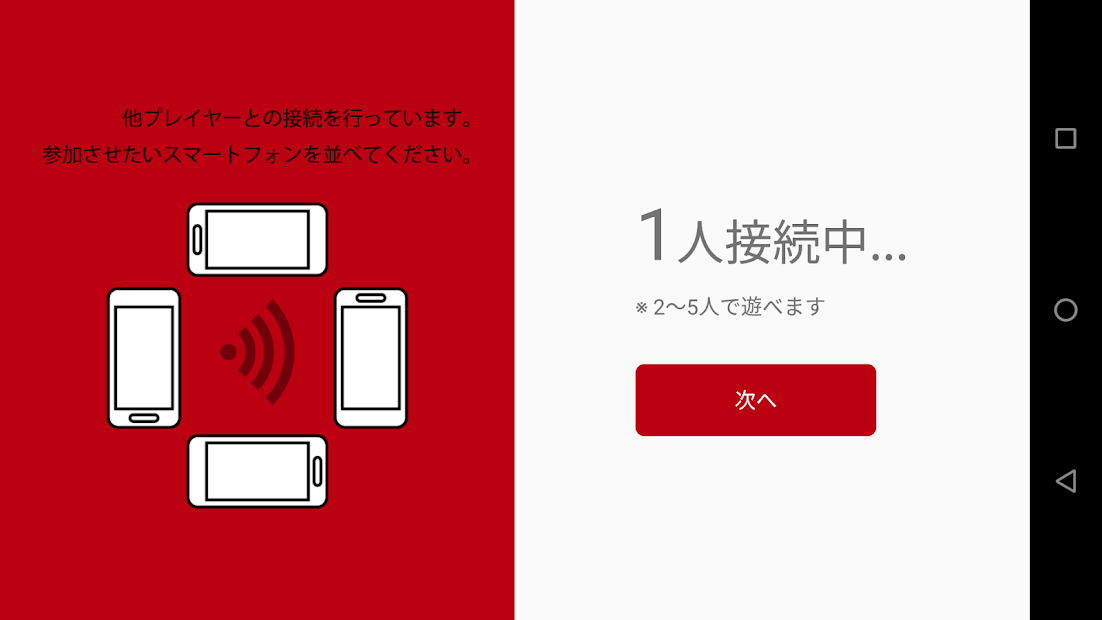 他プレイヤーとの接続を行っています。
参加させたいスマートフォンを並べてください。
1人接続中...
※ 2〜5人で遊べます
次へ